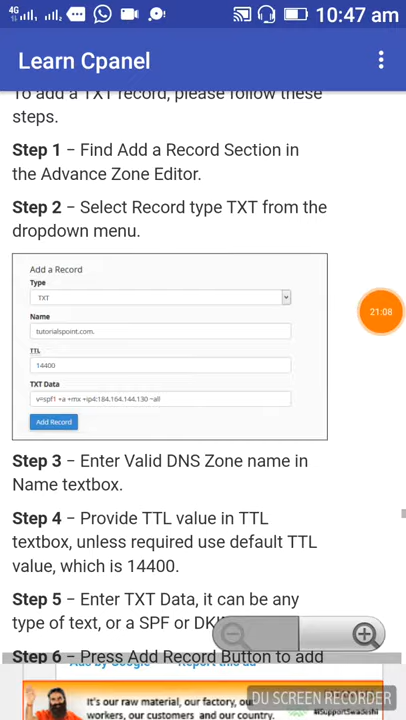 4G
10:47 am
Learn Cpanel
To add a TXT record, please follow these
steps.
Step 1 − Find Add a Record Section in
the Advance Zone Editor.
Step 2 − Select Record type TXT from the
dropdown menu.
Add a Record
Type
TXT
Name
tutorialspoint.com.
TTL
14400
TXT Data
v=spf1 +a +mx +ip4:184.164.144.130 ~all
Add Record
21:08
Step 3 − Enter Valid DNS Zone name in
Name textbox.
Step 4 − Provide TTL value in TTL
textbox, unless required use default TTL
value, which is 14400.
Step 5 − Enter TXT Data, it can be any
type of text, or a SPF or
Step 6 − Press Add Record Button to add
Ads by Google
Report this ad
It's our raw material, our factory, our
workers, our customers and our country.
DU SCREEN RECORDER
#ISupportSwadeshi